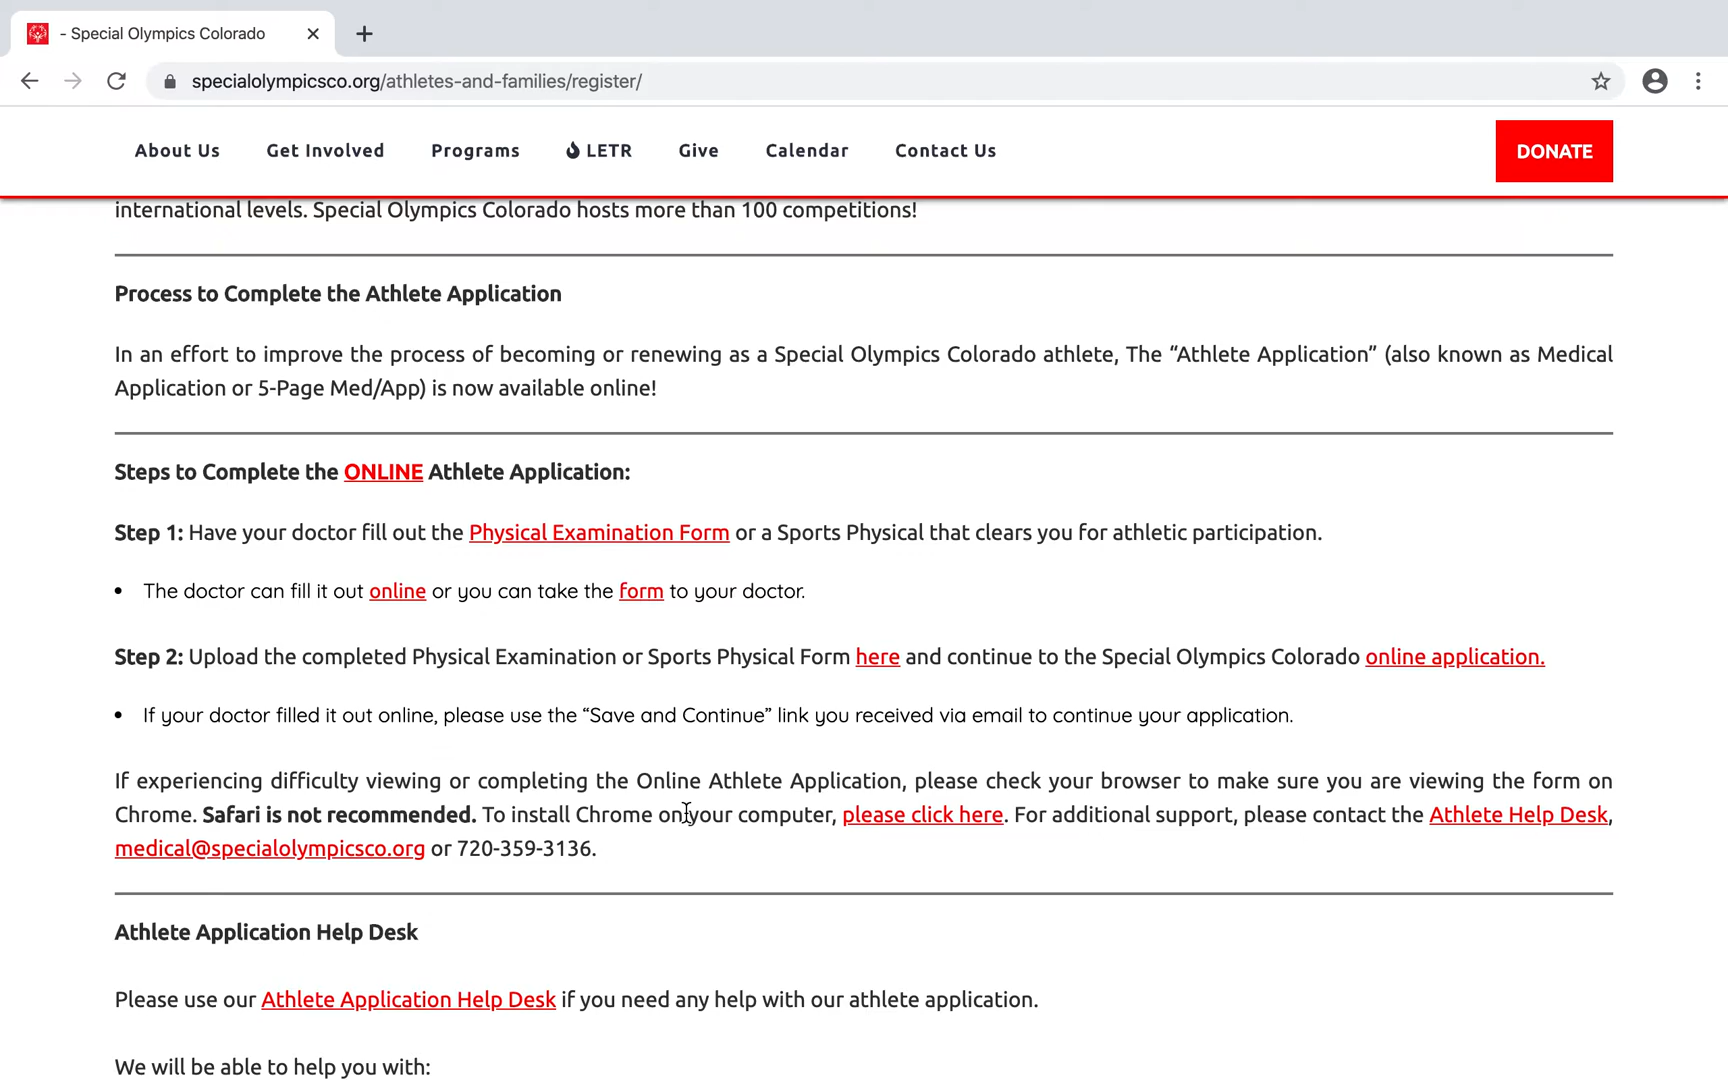 - Special Olympics Colorado
specialolympicsco.org/athletes-and-families/register/
About Us Get Involved Programs LETR Give Calendar Contact Us DONATE
international levels. Special Olympics Colorado hosts more than 100 competitions!
Process to Complete the Athlete Application
In an effort to improve the process of becoming or renewing as a Special Olympics Colorado athlete, The “Athlete Application” (also known as Medical
Application or 5-Page Med/App) is now available online!
Steps to Complete the ONLINE Athlete Application:
Step 1: Have your doctor fill out the Physical Examination Form or a Sports Physical that clears you for athletic participation.
• The doctor can fill it out online or you can take the form to your doctor.
Step 2: Upload the completed Physical Examination or Sports Physical Form here and continue to the Special Olympics Colorado online application.
• If your doctor filled it out online, please use the “Save and Continue” link you received via email to continue your application.
If experiencing difficulty viewing or completing the Online Athlete Application, please check your browser to make sure you are viewing the form on
Chrome. Safari is not recommended. To install Chrome on your computer, please click here. For additional support, please contact the Athlete Help Desk,
medical@specialolympicsco.org or 720-359-3136.
Athlete Application Help Desk
Please use our Athlete Application Help Desk if you need any help with our athlete application.
We will be able to help you with: